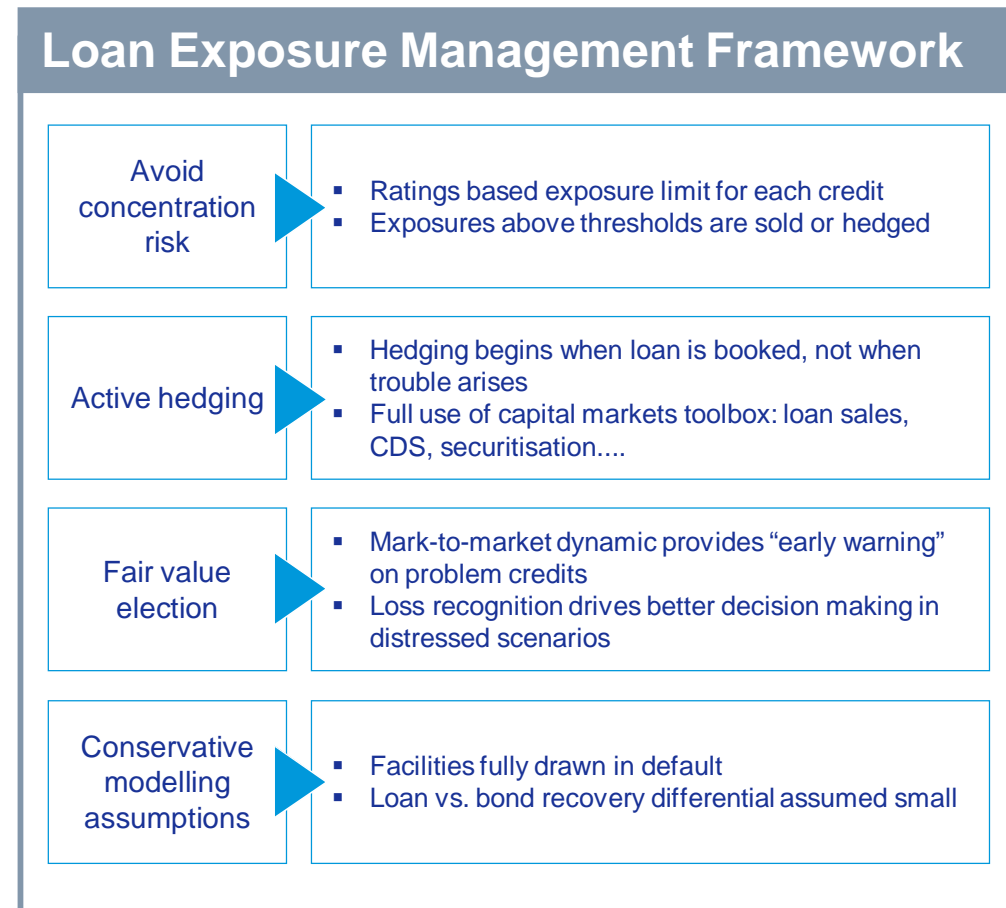 Loan Exposure Management Framework
Avoid
concentration
risk
▪ Ratings based exposure limit for each credit
▪ Exposures above thresholds are sold or hedged
Active hedging
▪ Hedging begins when loan is booked, not when
trouble arises
▪ Full use of capital markets toolbox: loan sales,
CDS, securitisation....
Fair value
election
▪ Mark-to-market dynamic provides “early warning”
on problem credits
▪ Loss recognition drives better decision making in
distressed scenarios
Conservative
modelling
assumptions
▪ Facilities fully drawn in default
▪ Loan vs. bond recovery differential assumed small